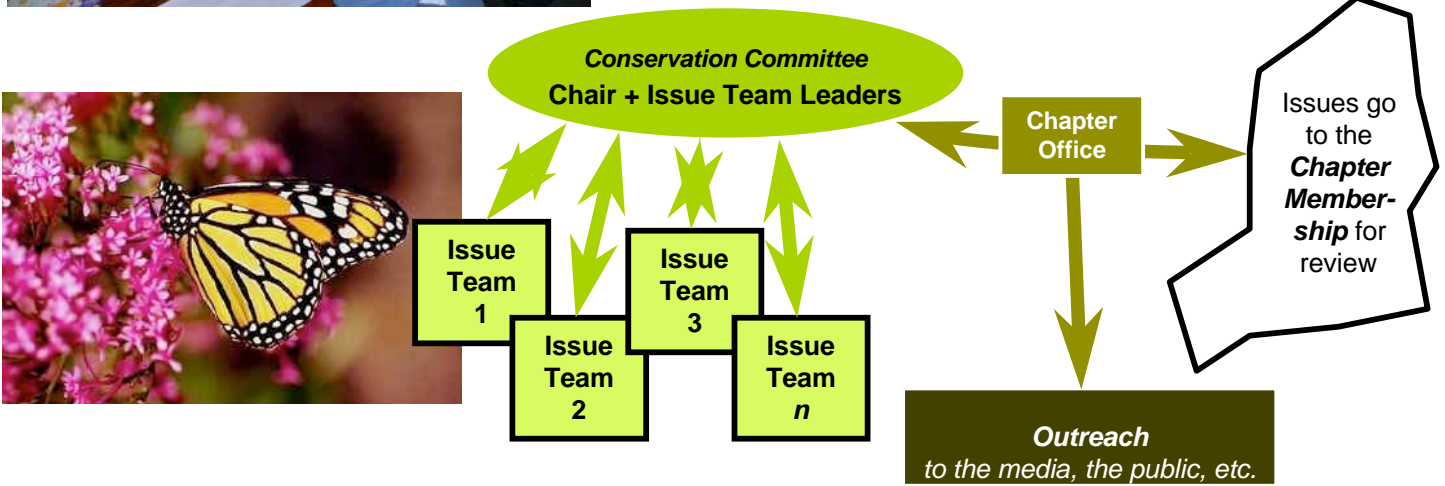 Conservation Committee
Chair + Issue Team Leaders
Chapter
Office
Issues go
to the
Chapter
Member-
ship for
review
Issue
Team
1
Issue
Team
2
Issue
Team
3
Issue
Team
n
Outreach
to the media, the public, etc.